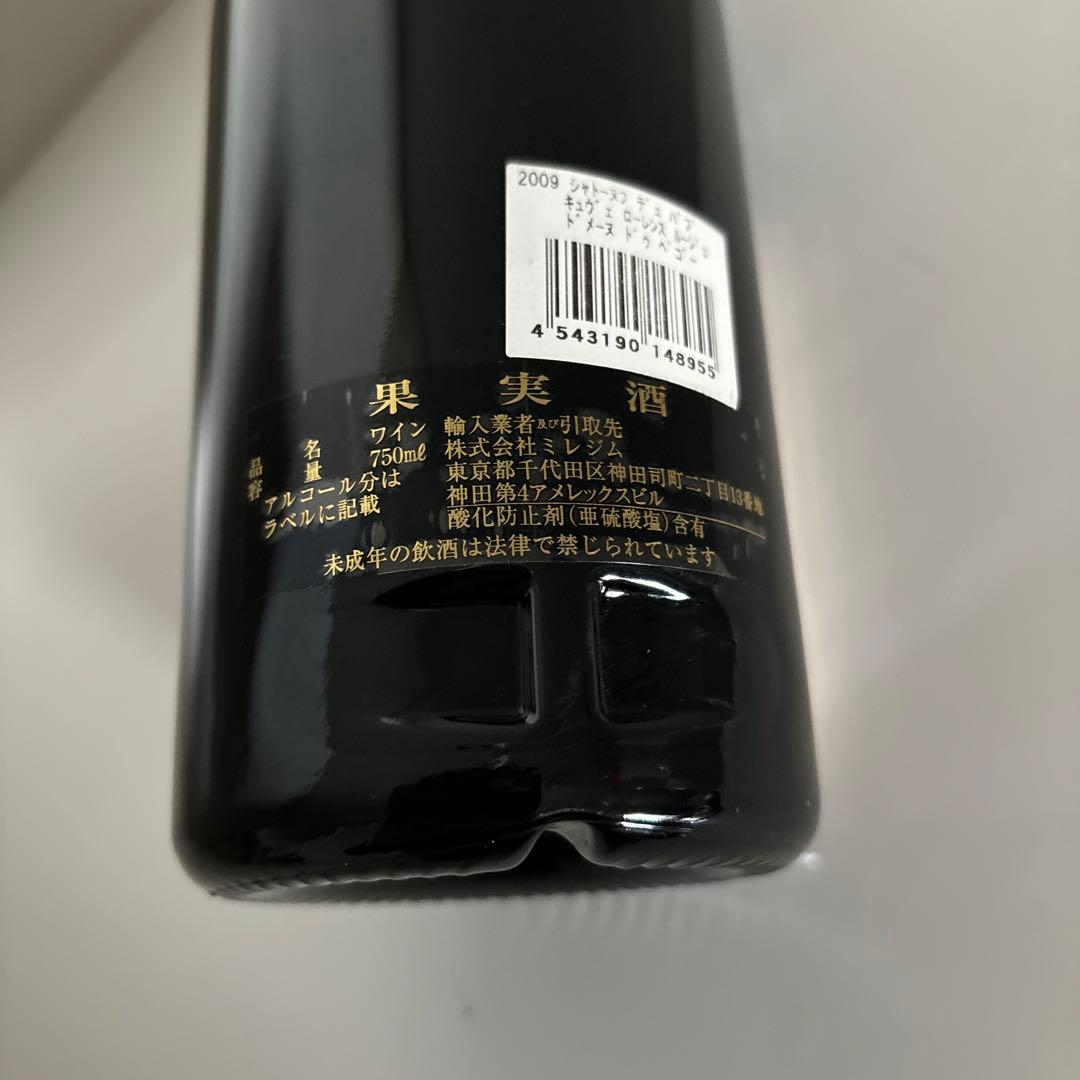 2009 シャトーヌフ デュ パプ
キュヴェ ローレンス ルージュ
ドメーヌ ドゥ ペゴー
4 543190 148955
果実酒
品名 ワイン
容量 750mℓ
アルコール分は
ラベルに記載
輸入業者及び引取先
株式会社ミレジム
東京都千代田区神田司町二丁目13番地
神田第4アメレックスビル
酸化防止剤(亜硫酸塩)含有
未成年の飲酒は法律で禁じられています